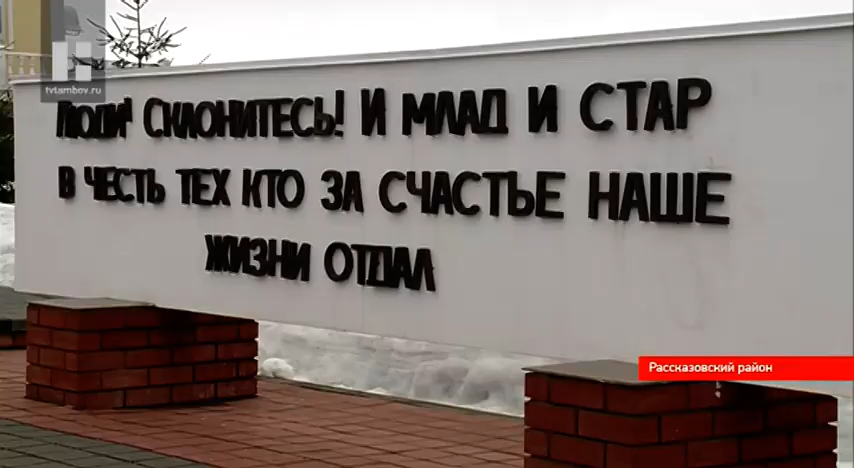 Н
tvtambov.ru
ЛЮДИ! СКЛОНИТЕСЬ! И МЛАД И СТАР
В ЧЕСТЬ ТЕХ КТО ЗА СЧАСТЬЕ НАШЕ
ЖИЗНИ ОТДАЛ
Рассказовский район